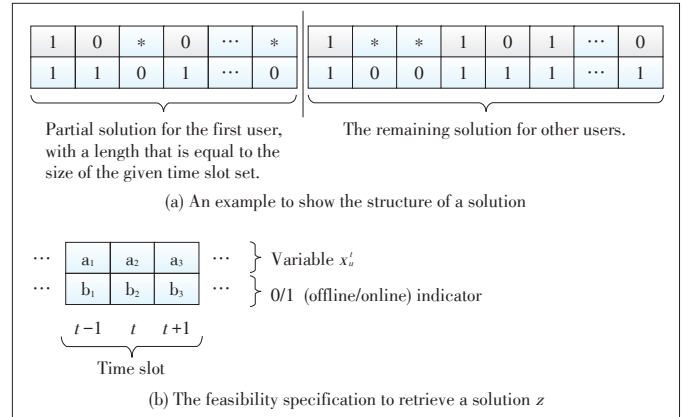 1 0 * 0 ··· * 1 * * 1 0 1 ··· 0
1 1 0 1 ··· 0 1 0 0 1 1 1 ··· 1
Partial solution for the first user,
with a length that is equal to the
size of the given time slot set.
The remaining solution for other users.
(a) An example to show the structure of a solution
··· a₁ a₂ a₃ ··· Variable xᵤᵗ
··· b₁ b₂ b₃ ··· 0/1 (offline/online) indicator
t−1 t t+1
Time slot
(b) The feasibility specification to retrieve a solution z